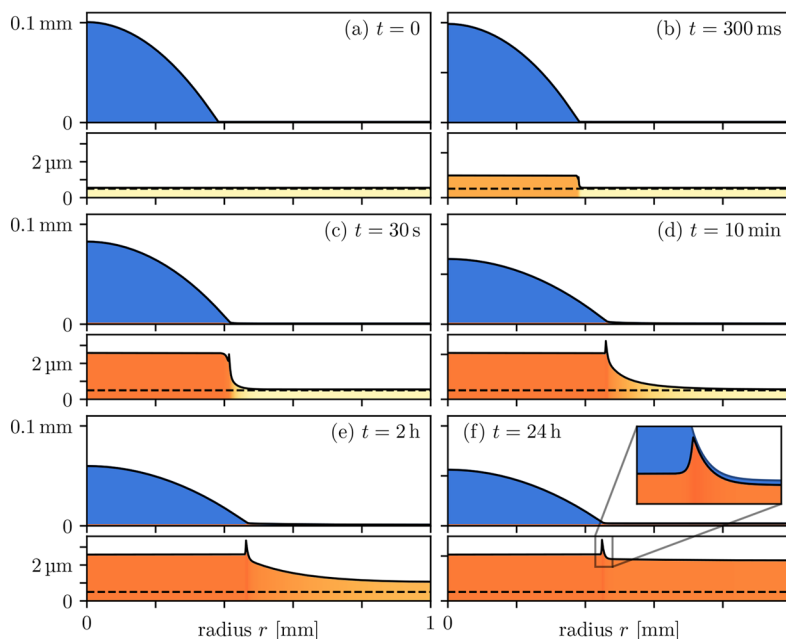 0.1 mm
(a) t = 0
(b) t = 300 ms
0
2 µm
0
0.1 mm
(c) t = 30 s
(d) t = 10 min
0
2 µm
0
0.1 mm
(e) t = 2 h
(f) t = 24 h
0
2 µm
0
0
1
0
radius r [mm]
radius r [mm]